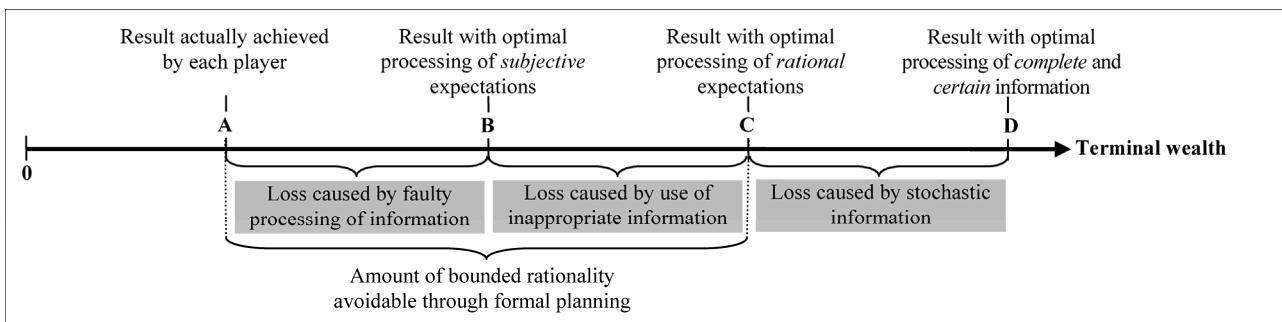 Result actually achieved
by each player
Result with optimal
processing of subjective
expectations
Result with optimal
processing of rational
expectations
Result with optimal
processing of complete and
certain information
A
B
C
D
0
Terminal wealth
Loss caused by faulty
processing of information
Loss caused by use of
inappropriate information
Loss caused by stochastic
information
Amount of bounded rationality
avoidable through formal planning